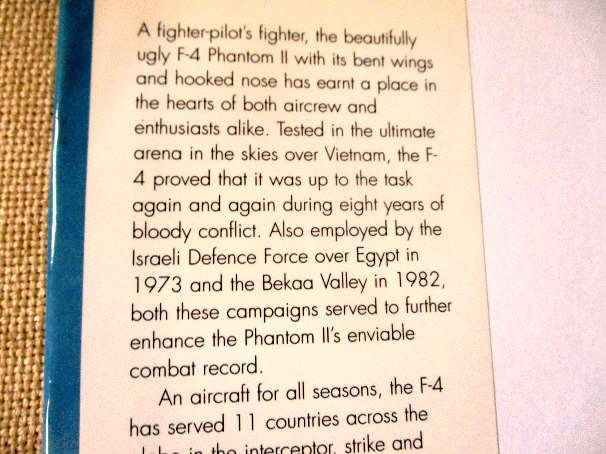 A fighter-pilot's fighter, the beautifully
ugly F-4 Phantom II with its bent wings
and hooked nose has earnt a place in
the hearts of both aircrew and
enthusiasts alike. Tested in the ultimate
arena in the skies over Vietnam, the F-
4 proved that it was up to the task
again and again during eight years of
bloody conflict. Also employed by the
Israeli Defence Force over Egypt in
1973 and the Bekaa Valley in 1982,
both these campaigns served to further
enhance the Phantom II's enviable
combat record.
An aircraft for all seasons, the F-4
has served 11 countries across the
in the interceptor, strike and